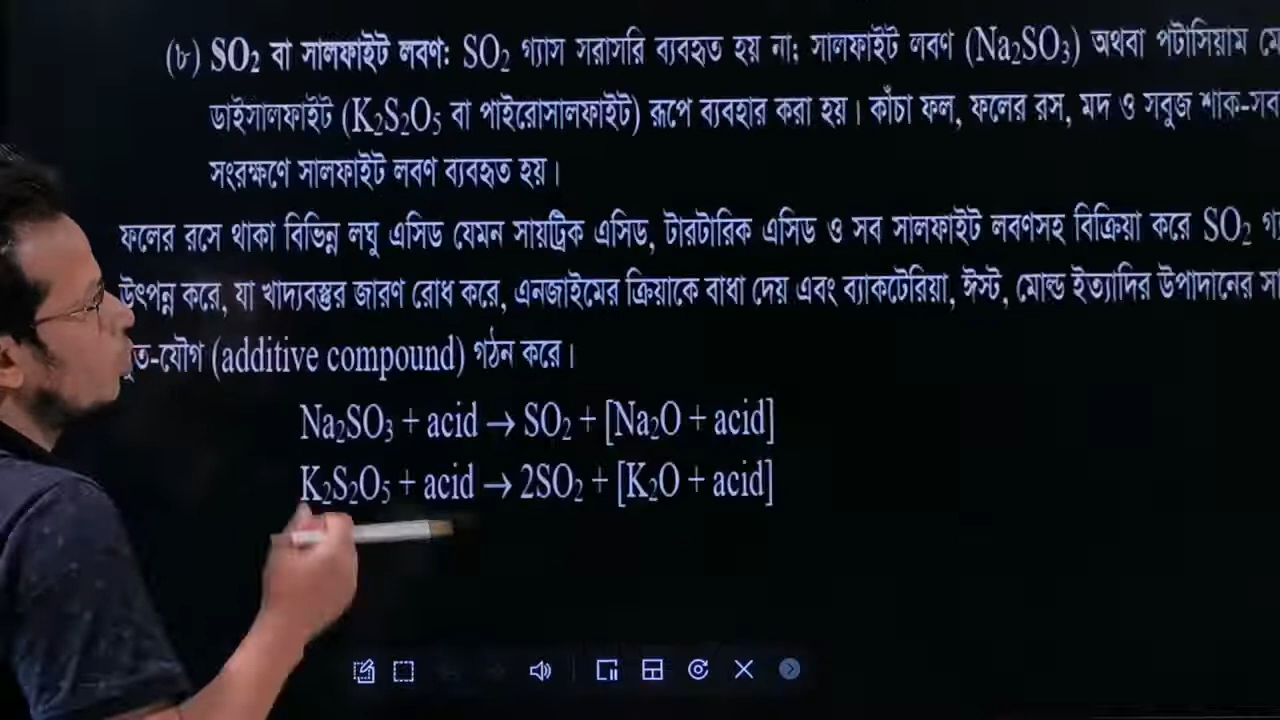 (৮) SO₂ বা সালফাইট লবণ: SO₂ গ্যাস সরাসরি ব্যবহৃত হয় না; সালফাইট লবণ (Na₂SO₃) অথবা পটাসিয়াম
ডাইসালফাইট (K₂S₂O₅ বা পাইরোসালফাইট) রূপে ব্যবহার করা হয়। কাঁচা ফল, ফলের রস, মদ ও সবুজ
সংরক্ষণে সালফাইট লবণ ব্যবহৃত হয়।
ফলের রসে থাকা বিভিন্ন লঘু এসিড যেমন সায়ট্রিক এসিড, টারটারিক এসিড ও সব সালফাইট লবণসহ বিক্রিয়া করে SO₂
উৎপন্ন করে, যা খাদ্যবস্তুর জারণ রোধ করে, এনজাইমের ক্রিয়াকে বাধা দেয় এবং ব্যাকটেরিয়া, ঈস্ট, মোল্ড ইত্যাদির উপাদানের
(additive compound) গঠন করে।
Na₂SO₃ + acid → SO₂ + [Na₂O + acid]
K₂S₂O₅ + acid → 2SO₂ + [K₂O + acid]